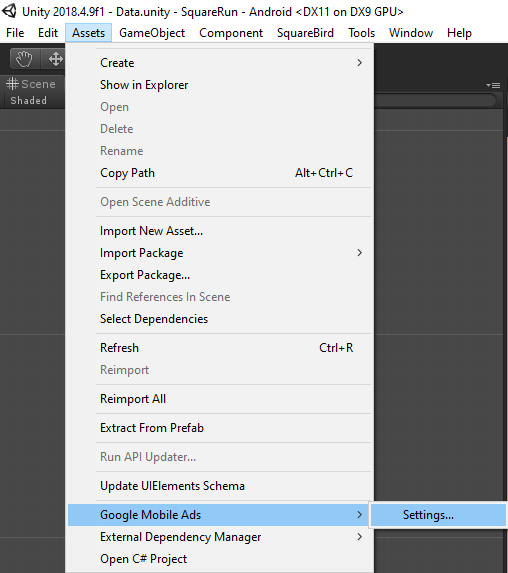 Unity 2018.4.9f1 - Data.unity - SquareRun - Android <DX11 on DX9 GPU>
File Edit Assets GameObject Component SquareBird Tools Window Help
Scene
Shaded
Create
Show in Explorer
Open
Delete
Rename
Copy Path Alt+Ctrl+C
Open Scene Additive
Import New Asset...
Import Package
Export Package...
Find References In Scene
Select Dependencies
Refresh Ctrl+R
Reimport
Reimport All
Extract From Prefab
Run API Updater...
Update UIElements Schema
Google Mobile Ads Settings...
External Dependency Manager
Open C# Project